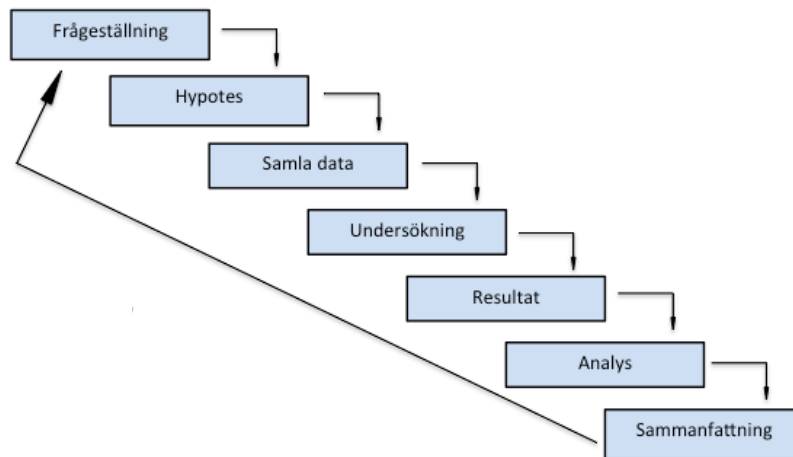 Frågeställning
Hypotes
Samla data
Undersökning
Resultat
Analys
Sammanfattning